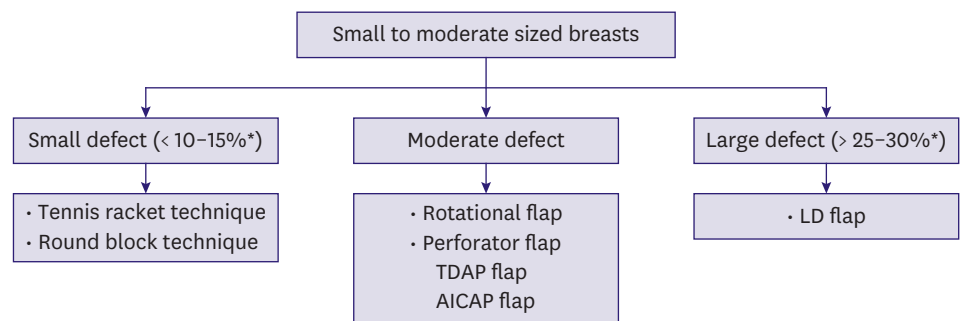 Small to moderate sized breasts
Small defect (< 10–15%*)
Moderate defect
Large defect (> 25–30%*)
· Tennis racket technique
· Round block technique
· Rotational flap
· Perforator flap
TDAP flap
AICAP flap
· LD flap